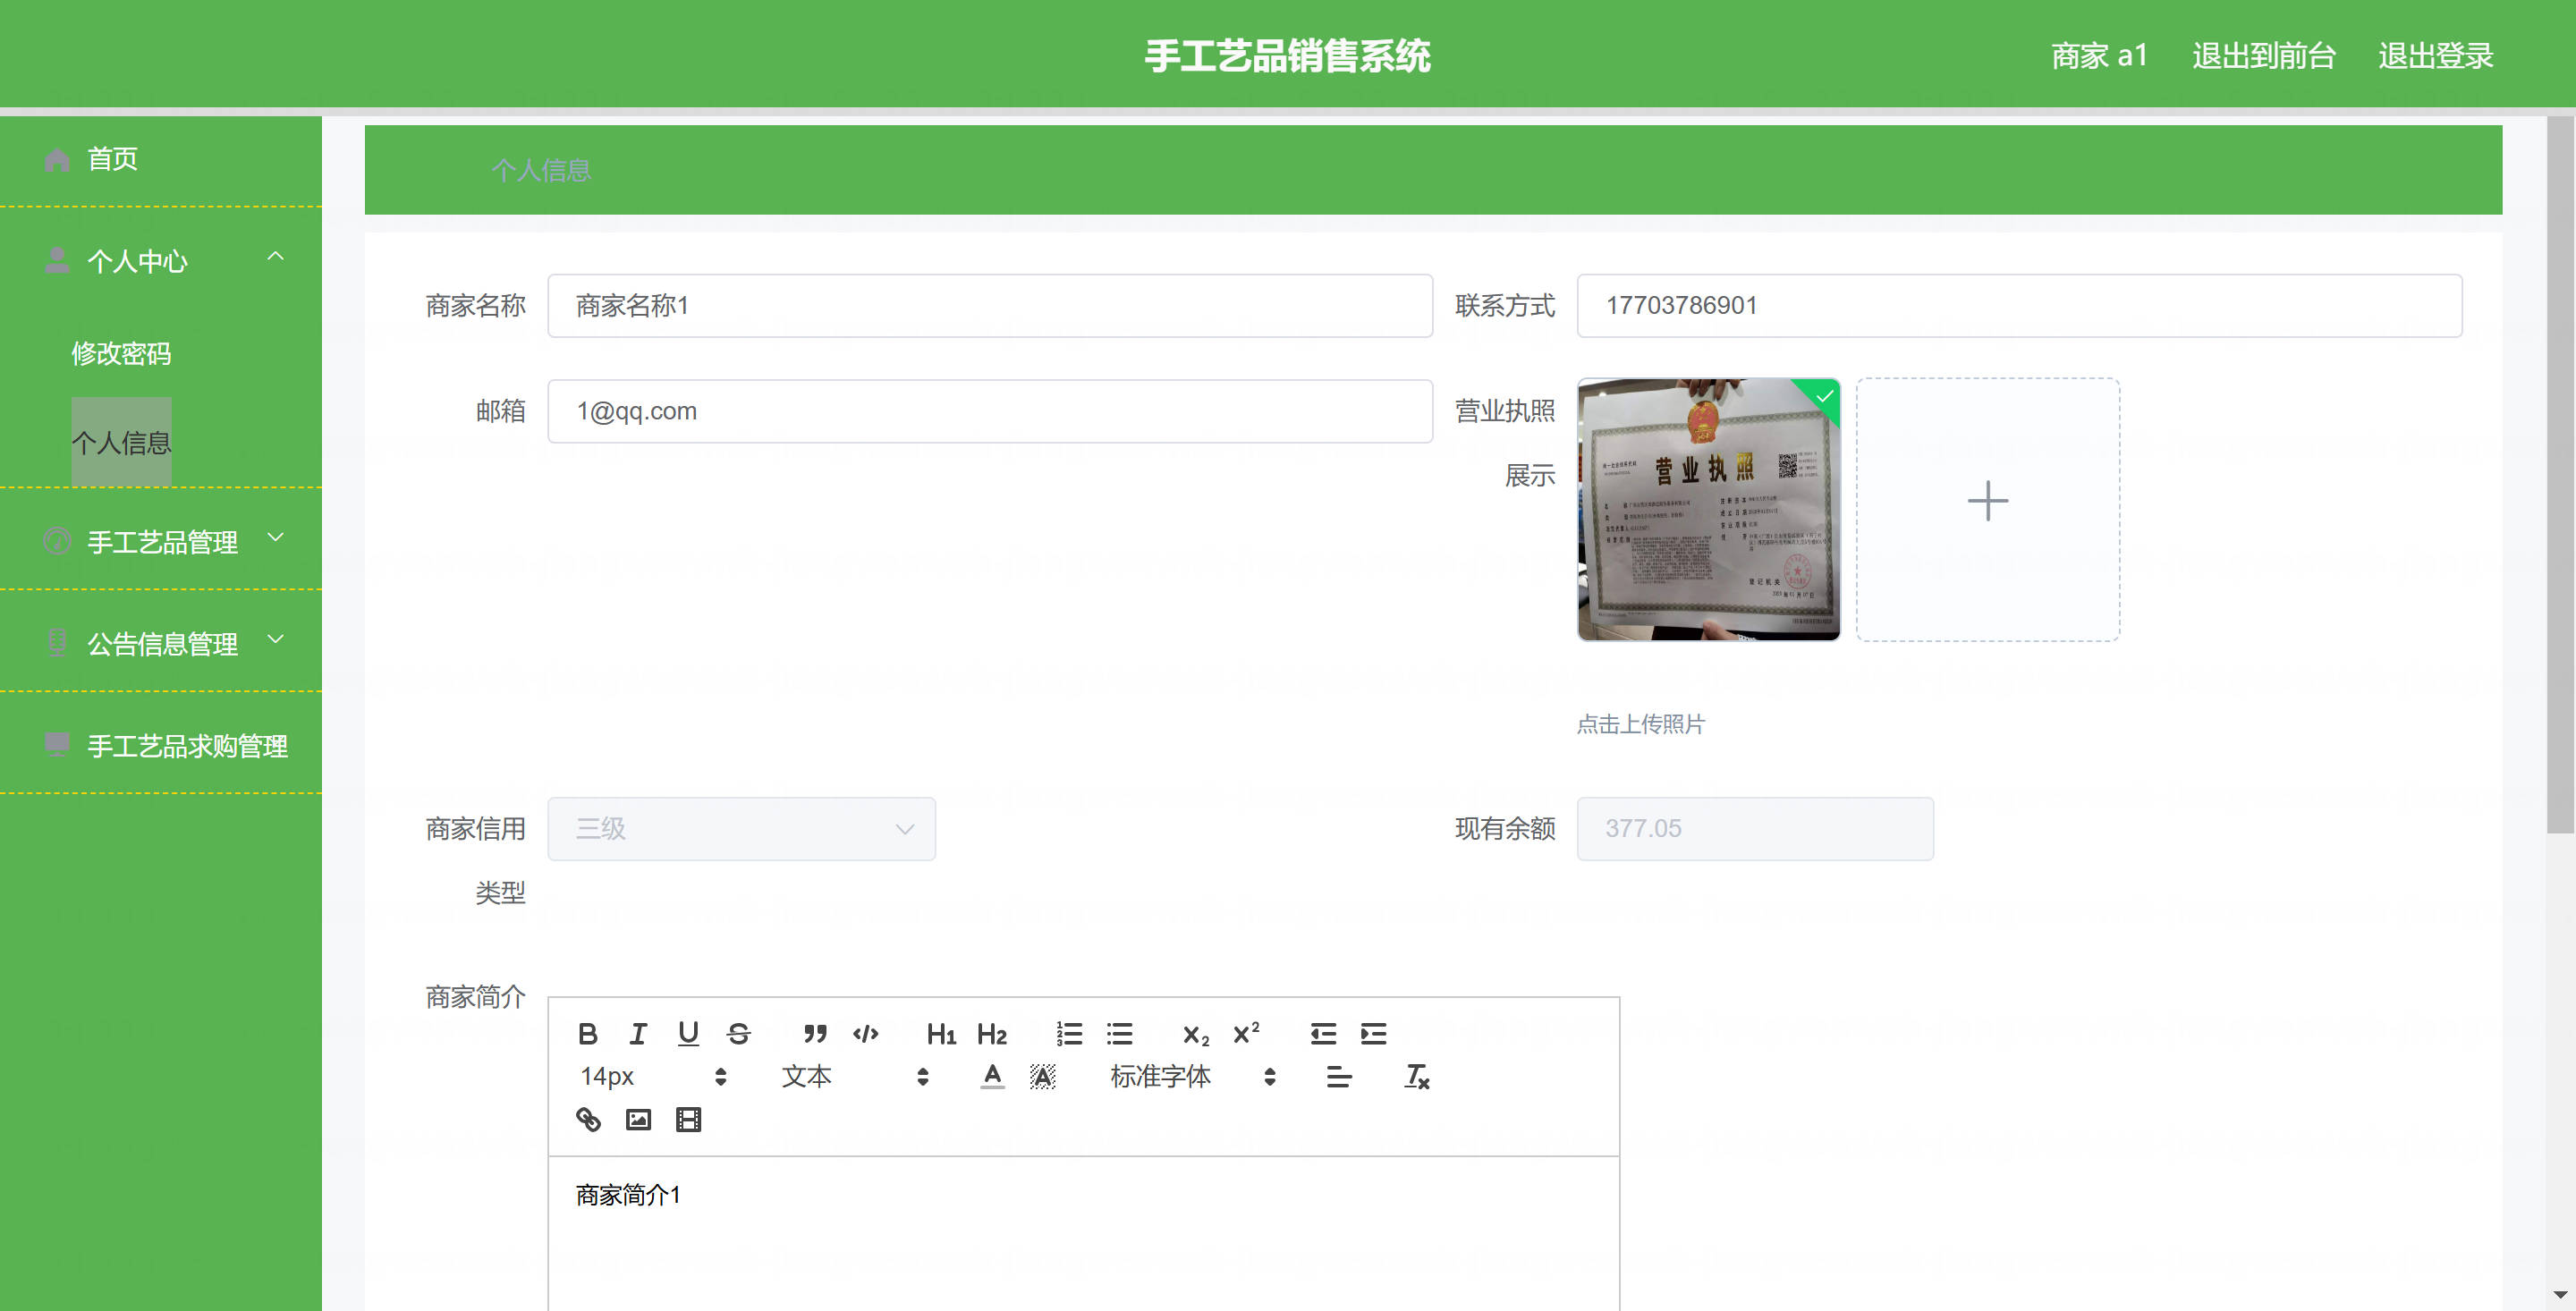 手工艺品销售系统
商家 a1 退出到前台 退出登录
首页
个人中心
修改密码
个人信息
手工艺品管理
公告信息管理
手工艺品求购管理
个人信息
商家名称 商家名称1
联系方式 17703786901
邮箱 1@qq.com
营业执照
展示
营业执照
点击上传照片
商家信用
类型
三级
现有余额 377.05
商家简介
B I U S H1 H2
14px 文本 A A 标准字体
商家简介1